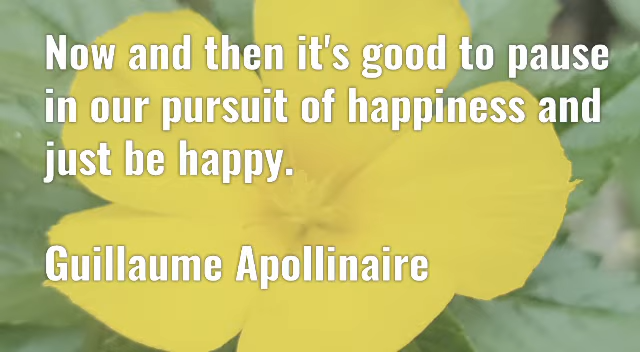 Now and then it's good to pause
in our pursuit of happiness and
just be happy.
Guillaume Apollinaire